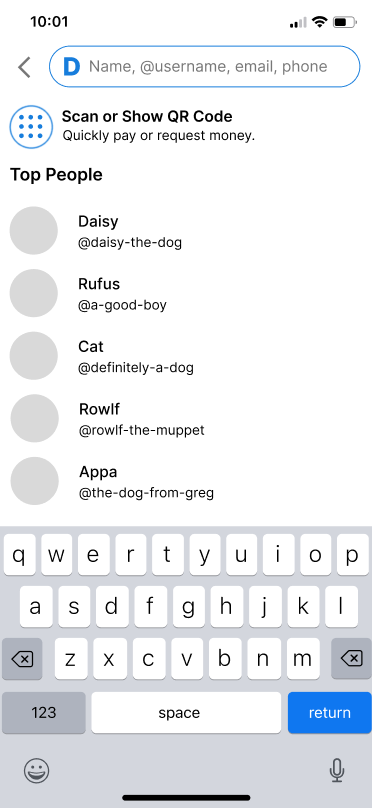 10:01
D Name, @username, email, phone
Scan or Show QR Code
Quickly pay or request money.
Top People
Daisy
@daisy-the-dog
Rufus
@a-good-boy
Cat
@definitely-a-dog
Rowlf
@rowlf-the-muppet
Appa
@the-dog-from-greg
q w e r t y u i o p
a s d f g h j k l
z x c v b n m
123 space return